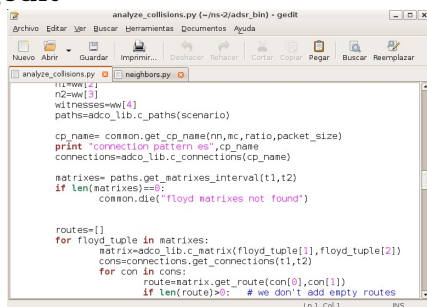 analyze_collisions.py (~/ns-2/adsr_bin) - gedit
Archivo Editar Ver Buscar Herramientas Documentos Ayuda
Nuevo Abrir Guardar Imprimir... Deshacer Rehacer Cortar Copiar Pegar Buscar Reemplazar
analyze_collisions.py neighbors.py
n1=ww[2]
n2=ww[3]
witnesses=ww[4]
paths=adco_lib.c_paths(scenario)
cp_name= common.get_cp_name(nn,mc,ratio,packet_size)
print "connection pattern es",cp_name
connections=adco_lib.c_connections(cp_name)
matrixes= paths.get_matrixes_interval(t1,t2)
if len(matrixes)==0:
common.die("floyd matrixes not found")
routes=[]
for floyd_tuple in matrixes:
matrix=adco_lib.c_matrix(floyd_tuple[1],floyd_tuple[2])
cons=connections.get_connections(t1,t2)
for con in cons:
route=matrix.get_route(con[0],con[1])
if len(route)>0: # we don't add empty routes
Ln 1, Col 1 INS